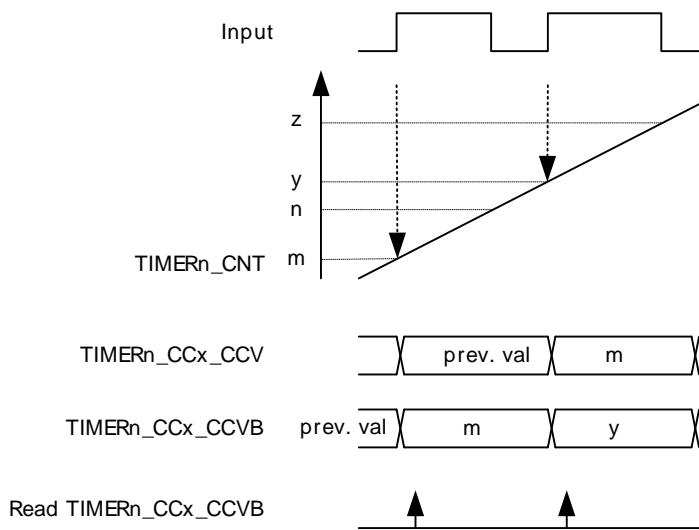 Input
z
y
n
TIMERn_CNT m
TIMERn_CCx_CCV prev. val m
TIMERn_CCx_CCVB prev. val m y
Read TIMERn_CCx_CCVB